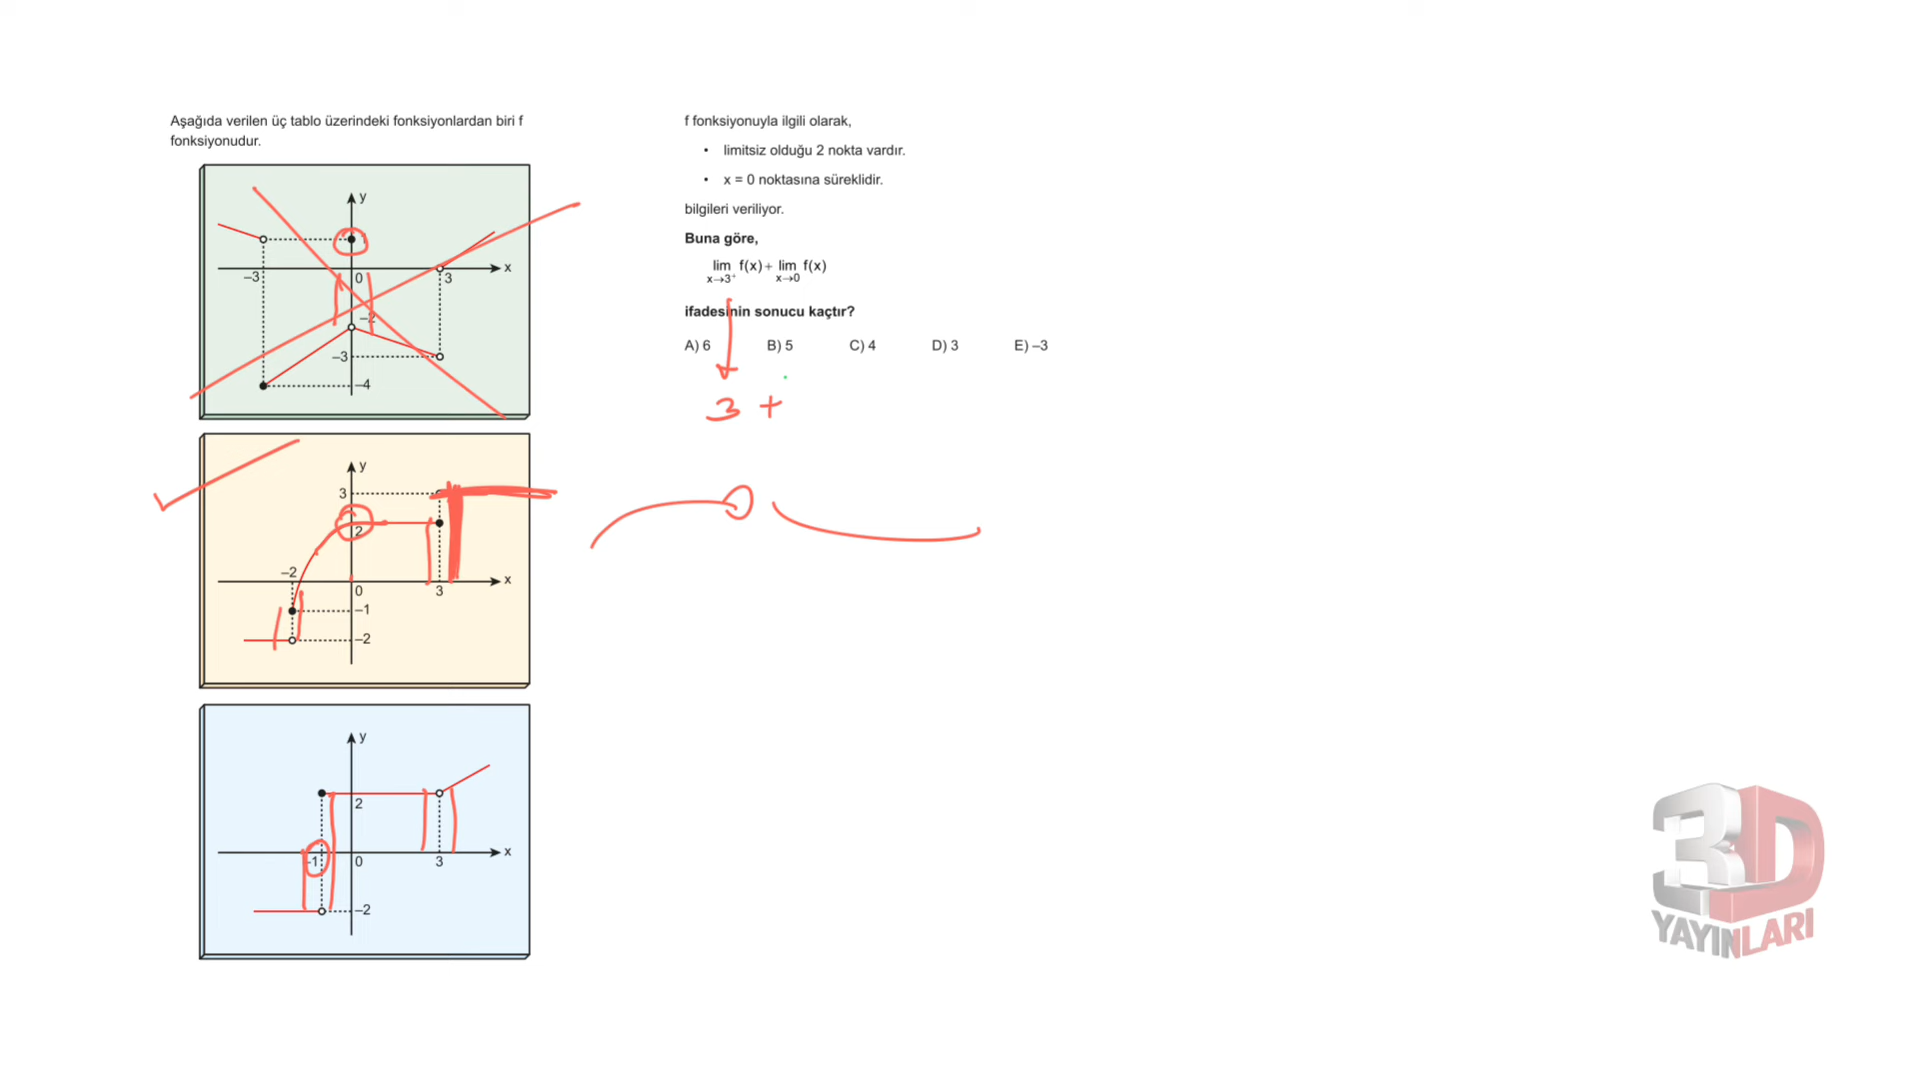 Aşağıda verilen üç tablo üzerindeki fonksiyonlardan biri f
fonksiyonudur.
y
1
x
–3
0
3
–2
–3
–4
y
3
2
–2
x
0
3
–1
–2
y
2
x
–1
0
3
–2
f fonksiyonuyla ilgili olarak,
• limitsiz olduğu 2 nokta vardır.
• x = 0 noktasına süreklidir.
bilgileri veriliyor.
Buna göre,
lim f(x) + lim f(x)
x→3⁺ x→0
ifadesinin sonucu kaçtır?
A) 6 B) 5 C) 4 D) 3 E) –3
3 +
3D
YAYINLARI